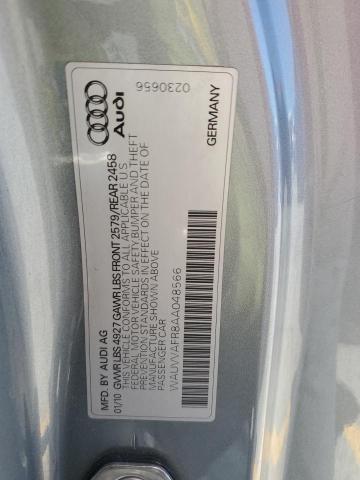 MFD. BY AUDI AG
01/10 GVWR LBS 4927 GAWR LBS FRONT 2579/REAR 2458
THIS VEHICLE CONFORMS TO ALL APPLICABLE U S
FEDERAL MOTOR VEHICLE SAFETY, BUMPER AND THEFT
PREVENTION STANDARDS IN EFFECT ON THE DATE OF
MANUFACTURE SHOWN ABOVE
PASSENGER CAR
WAUVVAFR8AA048566
Audi
0230656
GERMANY